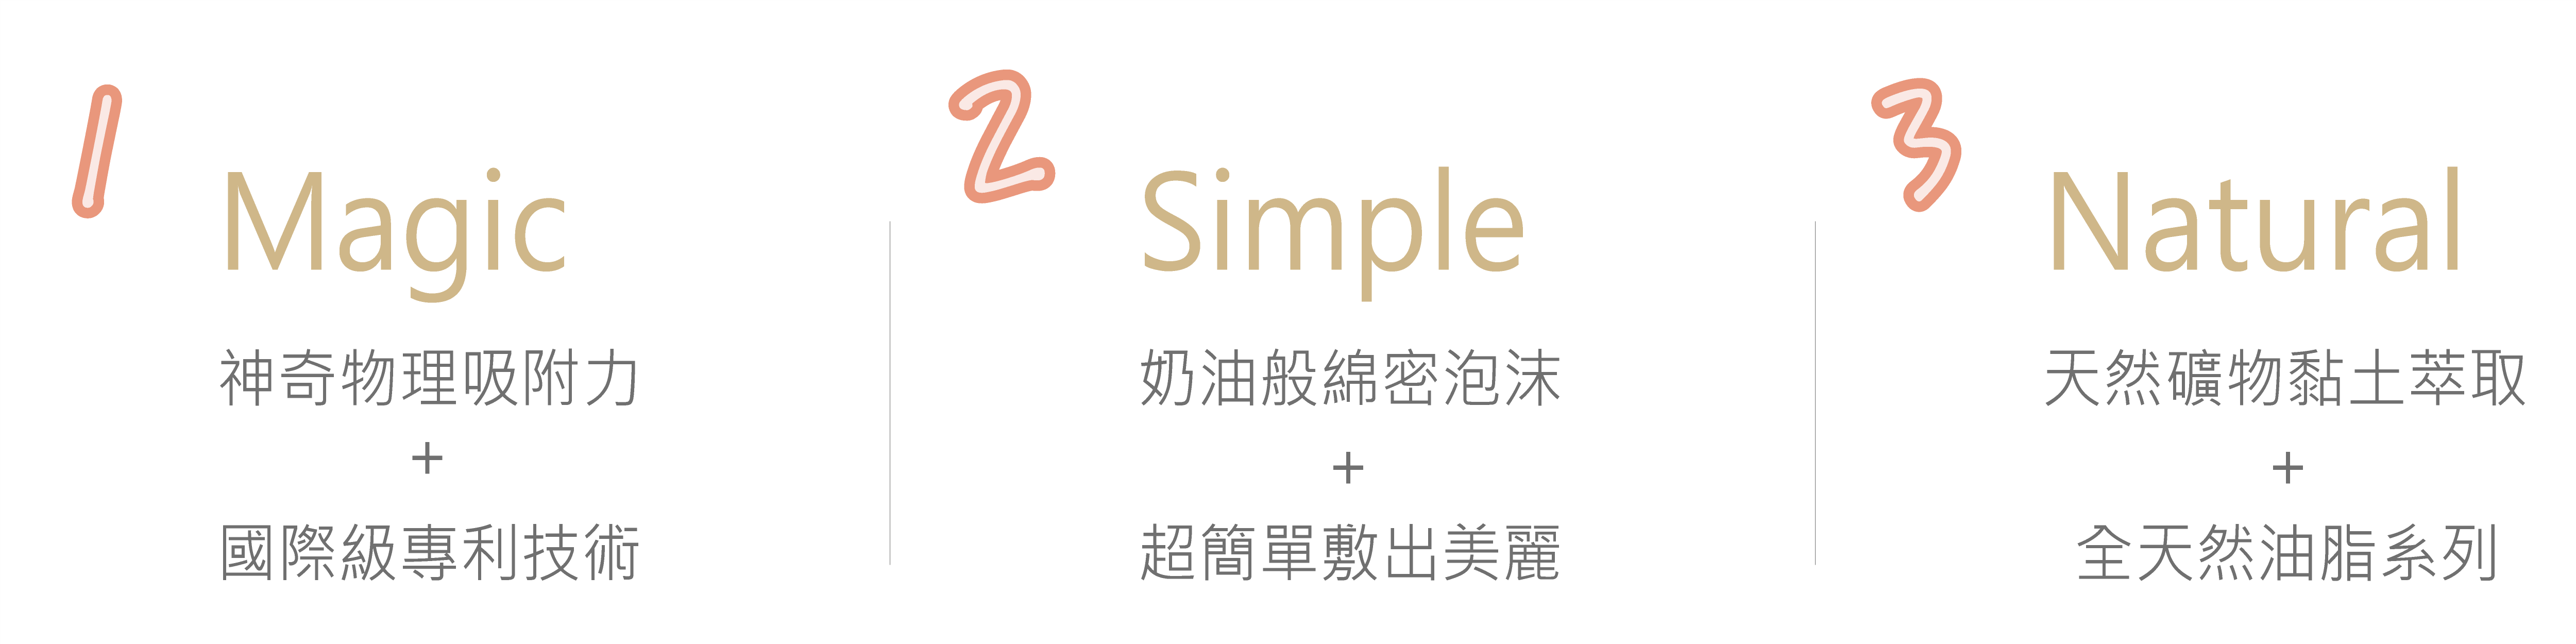 1
Magic
神奇物理吸附力
+
國際級專利技術
2
Simple
奶油般綿密泡沫
+
超簡單敷出美麗
3
Natural
天然礦物黏土萃取
+
全天然油脂系列